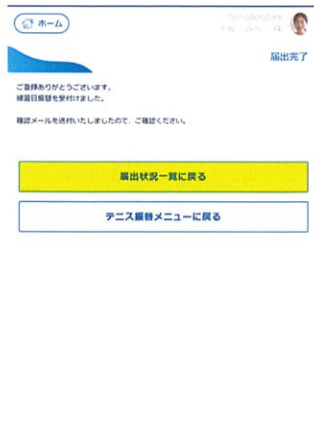 ホーム
届出完了
ご登録ありがとうございます。
練習日振替を受付けました。
確認メールを送付いたしましたので、ご確認ください。
届出状況一覧に戻る
テニス振替メニューに戻る